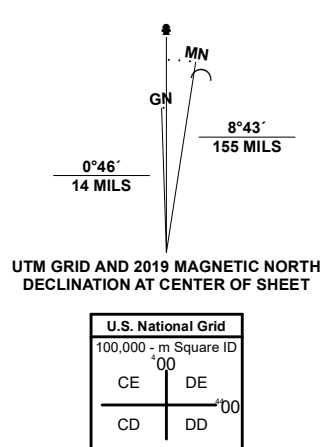 MN
GN
8°43´
155 MILS
0°46´
14 MILS
UTM GRID AND 2019 MAGNETIC NORTH
DECLINATION AT CENTER OF SHEET
U.S. National Grid
100,000 - m Square ID
⁴00
CE DE
⁴⁴00
CD DD